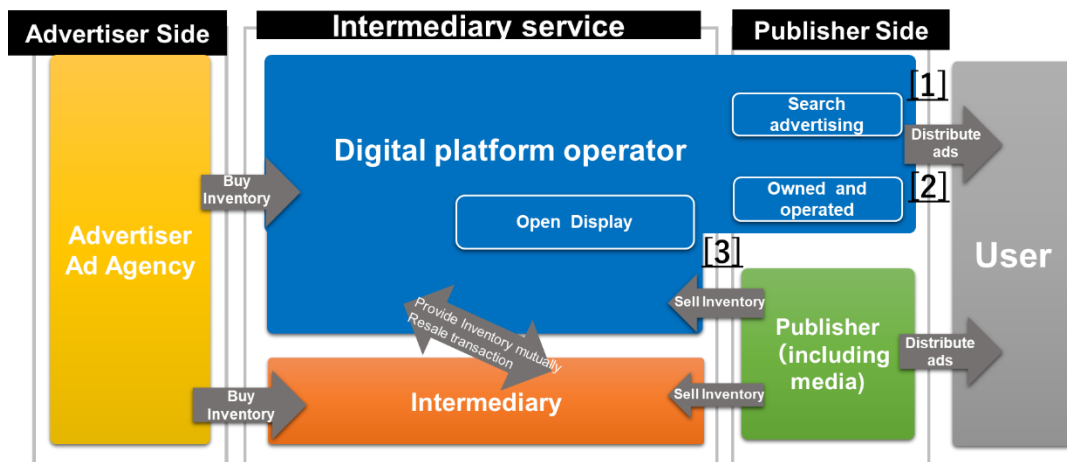 Advertiser Side
Intermediary service
Publisher Side
[1]
Search
advertising
Distribute
ads
Digital platform operator
Buy
Inventory
[2]
Owned and
operated
Open Display
Advertiser
Ad Agency
[3]
User
Sell Inventory
Provide Inventory mutually
Resale transaction
Publisher
(including
media)
Distribute
ads
Buy
Inventory
Intermediary
Sell Inventory